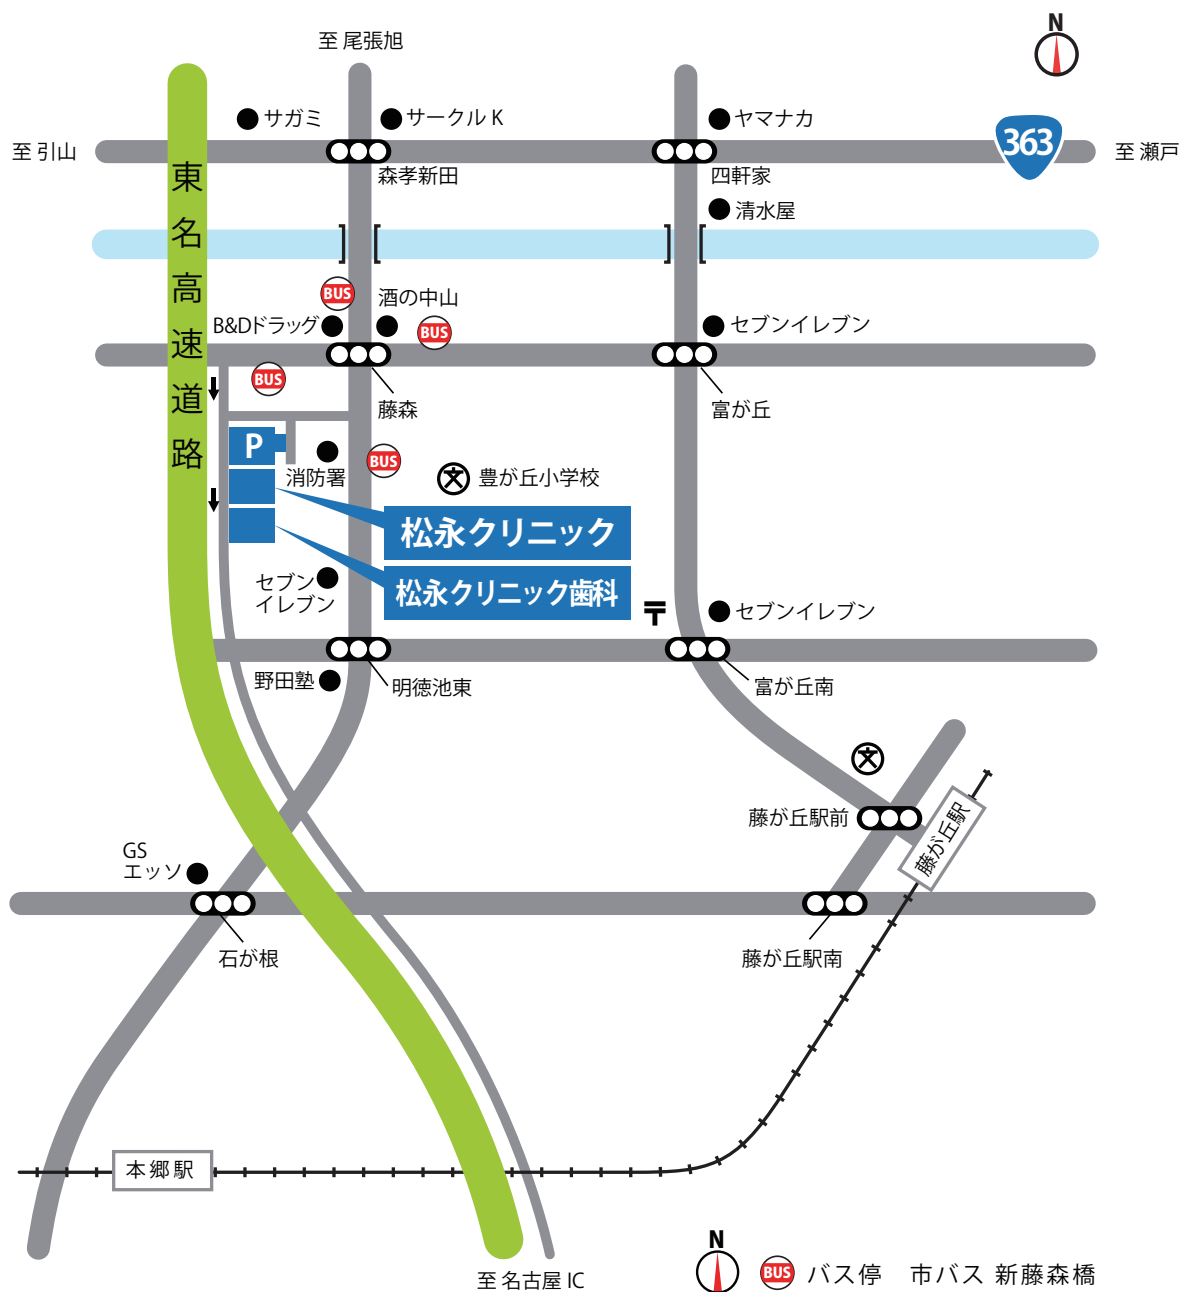 至 尾張旭
N
サガミ
サークル K
ヤマナカ
363
至 引山
至 瀬戸
森孝新田
四軒家
清水屋
東名高速道路
BUS
酒の中山
B&Dドラッグ
BUS
セブンイレブン
BUS
藤森
富が丘
P
消防署
BUS
文
豊が丘小学校
松永クリニック
セブン
イレブン
松永クリニック歯科
〒
セブンイレブン
野田塾
明徳池東
富が丘南
文
藤が丘駅前
藤が丘駅
GS
エッソ
石が根
藤が丘駅南
本郷駅
至 名古屋 IC
N
BUS バス停 市バス 新藤森橋